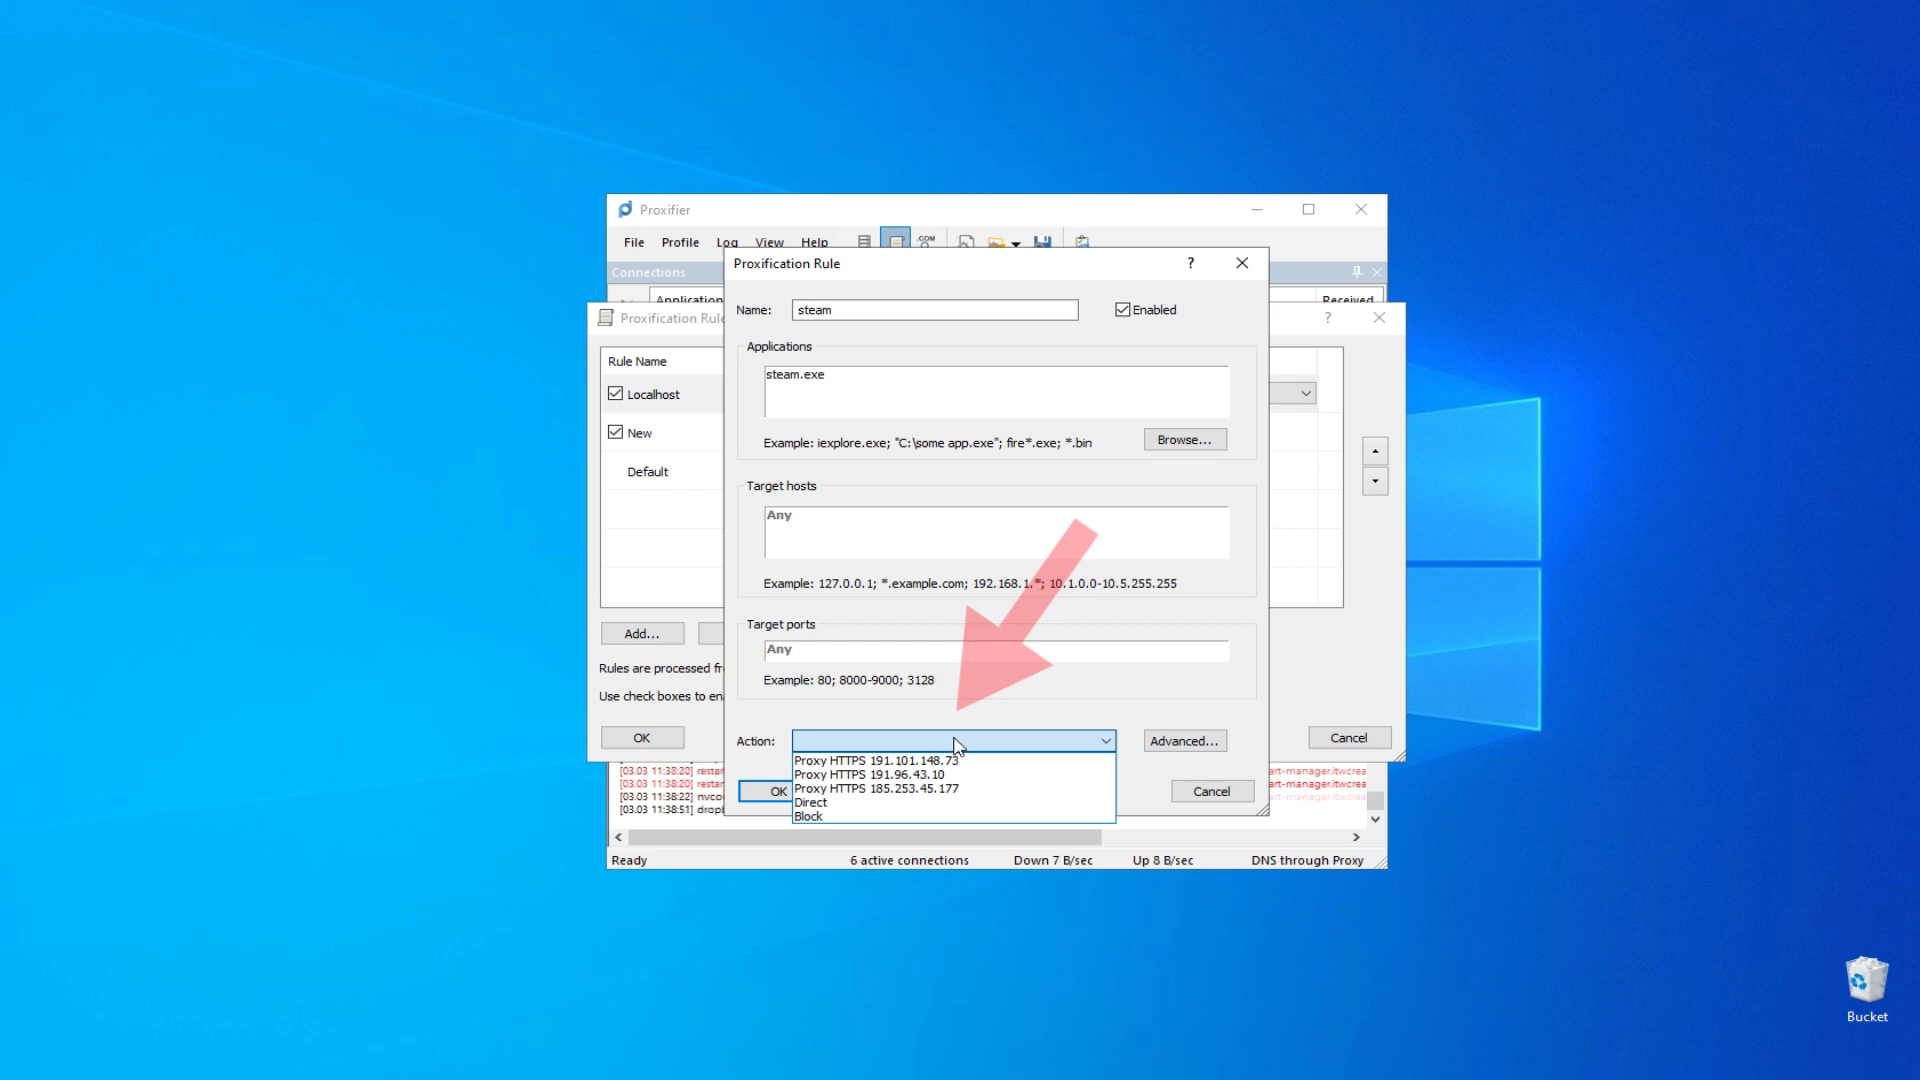 Proxifier
File Profile Log View Help
.COM
Connections
Application
Received
Proxification Rule
?
Name: steam
Enabled
Applications
steam.exe
Example: iexplore.exe; "C:\some app.exe"; fire*.exe; *.bin
Browse...
Target hosts
Any
Example: 127.0.0.1; *.example.com; 192.168.1.*; 10.1.0.0-10.5.255.255
Target ports
Any
Example: 80; 8000-9000; 3128
Action:
Advanced...
Proxy HTTPS 191.101.148.73
Proxy HTTPS 191.96.43.10
Proxy HTTPS 185.253.45.177
Direct
Block
OK
Cancel
Proxification Rule
?
Rule Name
Localhost
New
Default
Add...
Rules are processed
Use check boxes to
OK
Cancel
[03.03 11:38:20] restar
art-manager.itwcrea
[03.03 11:38:20] restar
art-manager.itwcrea
[03.03 11:38:22] nvco
art-manager.itwcrea
[03.03 11:38:51]
Ready
6 active connections
Down 7 B/sec
Up 8 B/sec
DNS through Proxy
Bucket